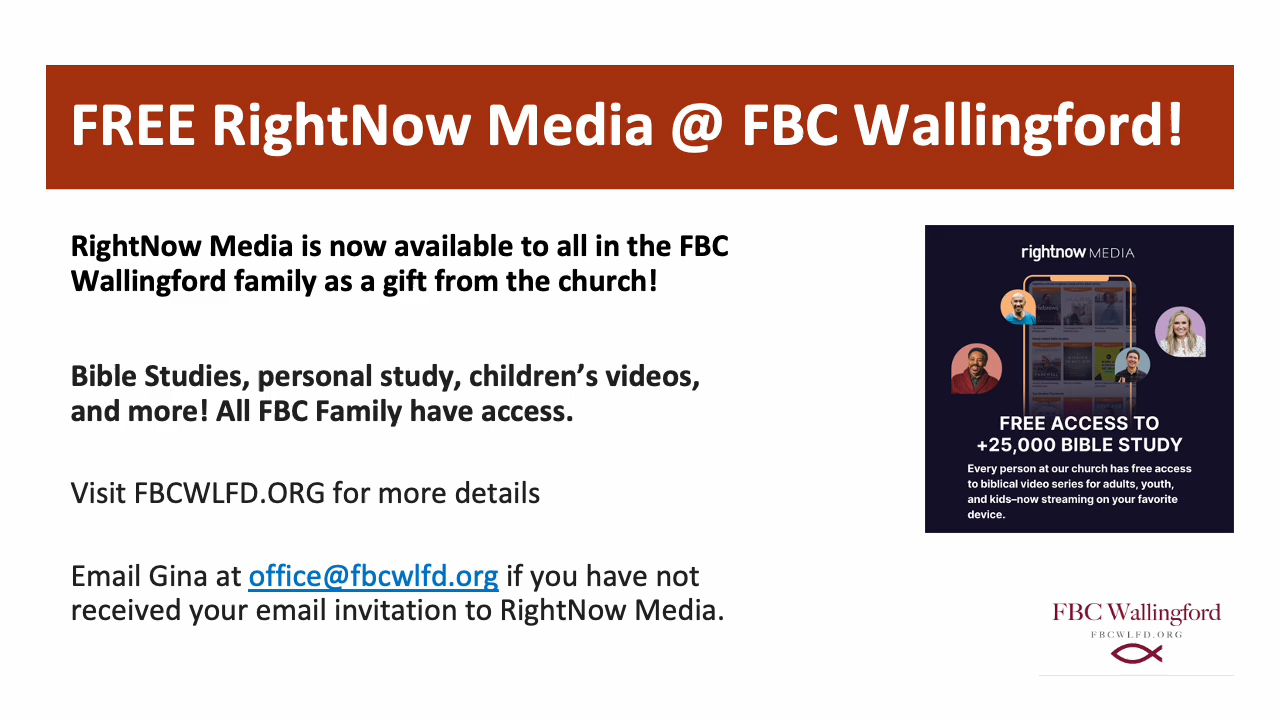 FREE RightNow Media @ FBC Wallingford!
RightNow Media is now available to all in the FBC
Wallingford family as a gift from the church!
Bible Studies, personal study, children’s videos,
and more! All FBC Family have access.
Visit FBCWLFD.ORG for more details
Email Gina at office@fbcwlfd.org if you have not
received your email invitation to RightNow Media.
rightnow MEDIA
FREE ACCESS TO
+25,000 BIBLE STUDY
Every person at our church has free access
to biblical video series for adults, youth,
and kids–now streaming on your favorite
device.
FBC Wallingford
FBCWLFD.ORG